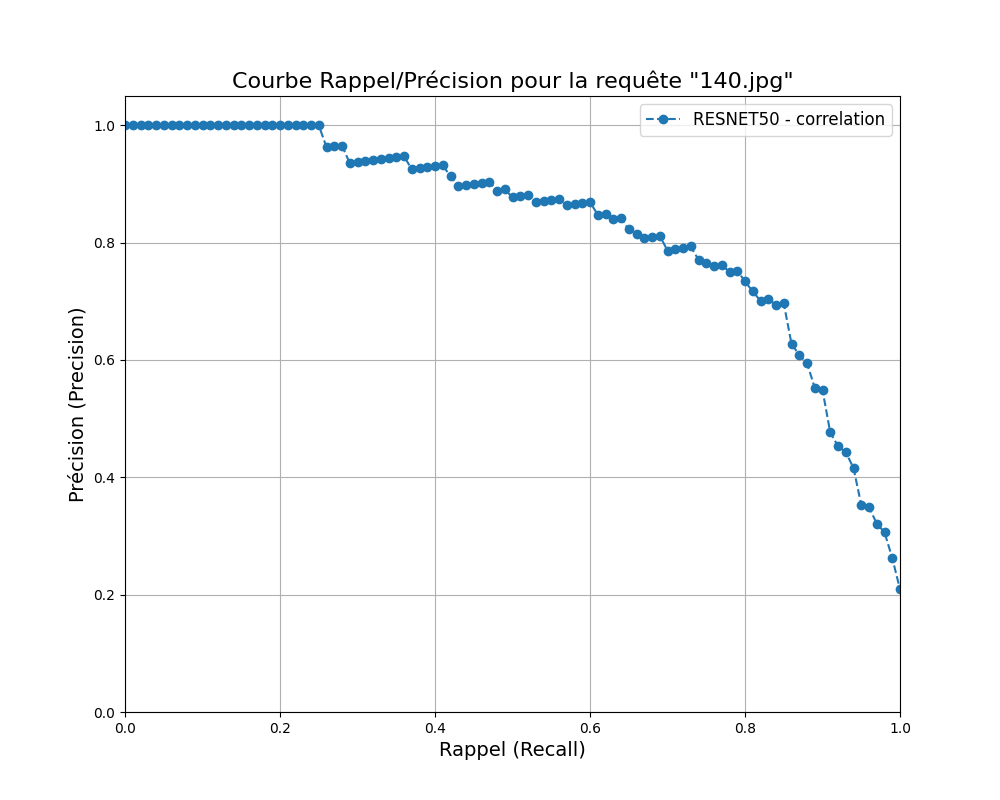 Courbe Rappel/Précision pour la requête "140.jpg"
RESNET50 - correlation
1.0
0.8
0.6
0.4
0.2
0.0
Précision (Precision)
0.0 0.2 0.4 0.6 0.8 1.0
Rappel (Recall)